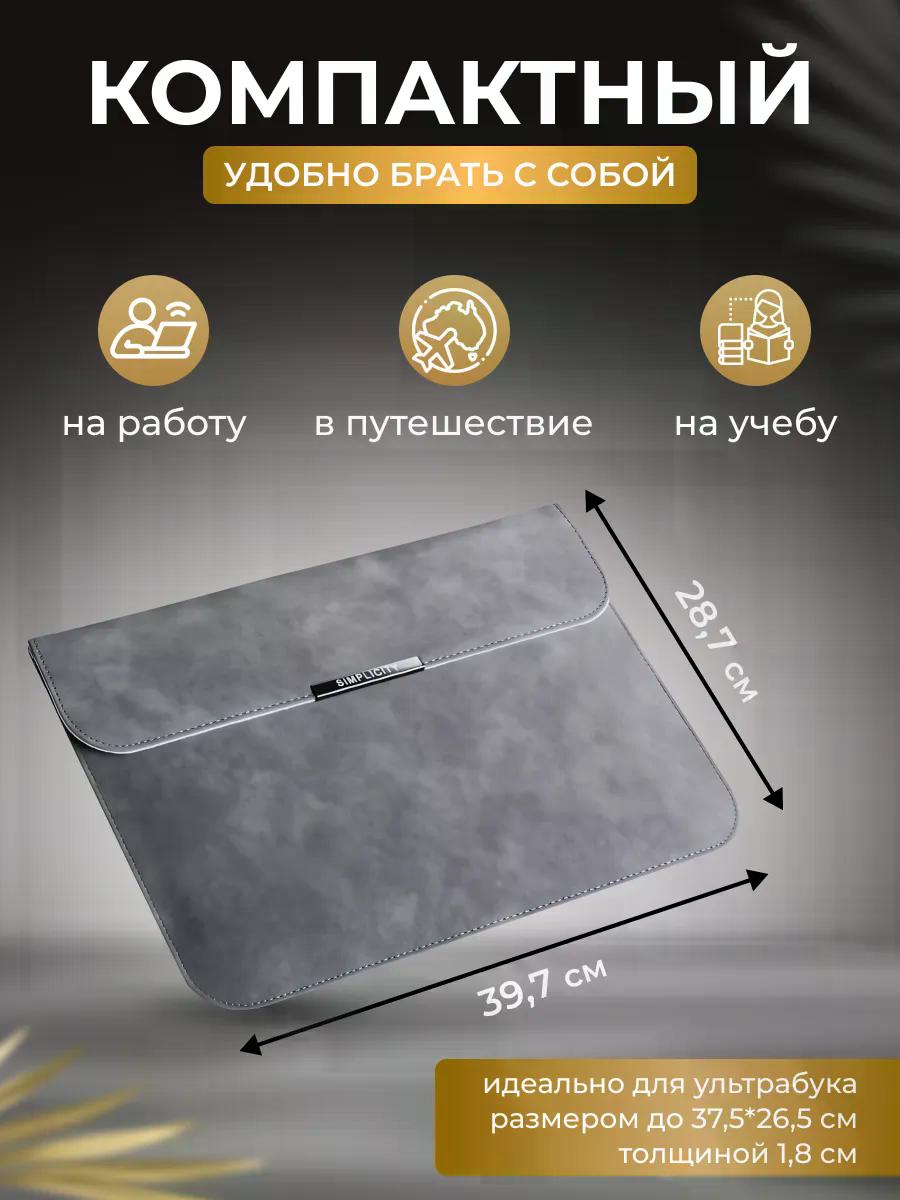 КОМПАКТНЫЙ
УДОБНО БРАТЬ С СОБОЙ
на работу
в путешествие
на учебу
28,7 см
SIMPLICITY
39,7 см
идеально для ультрабука
размером до 37,5*26,5 см
толщиной 1,8 см